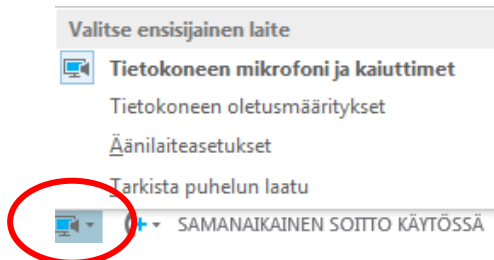 Valitse ensisijainen laite
Tietokoneen mikrofoni ja kaiuttimet
Tietokoneen oletusmääritykset
Äänilaiteasetukset
Tarkista puhelun laatu
SAMANAIKAINEN SOITTO KÄYTÖSSÄ